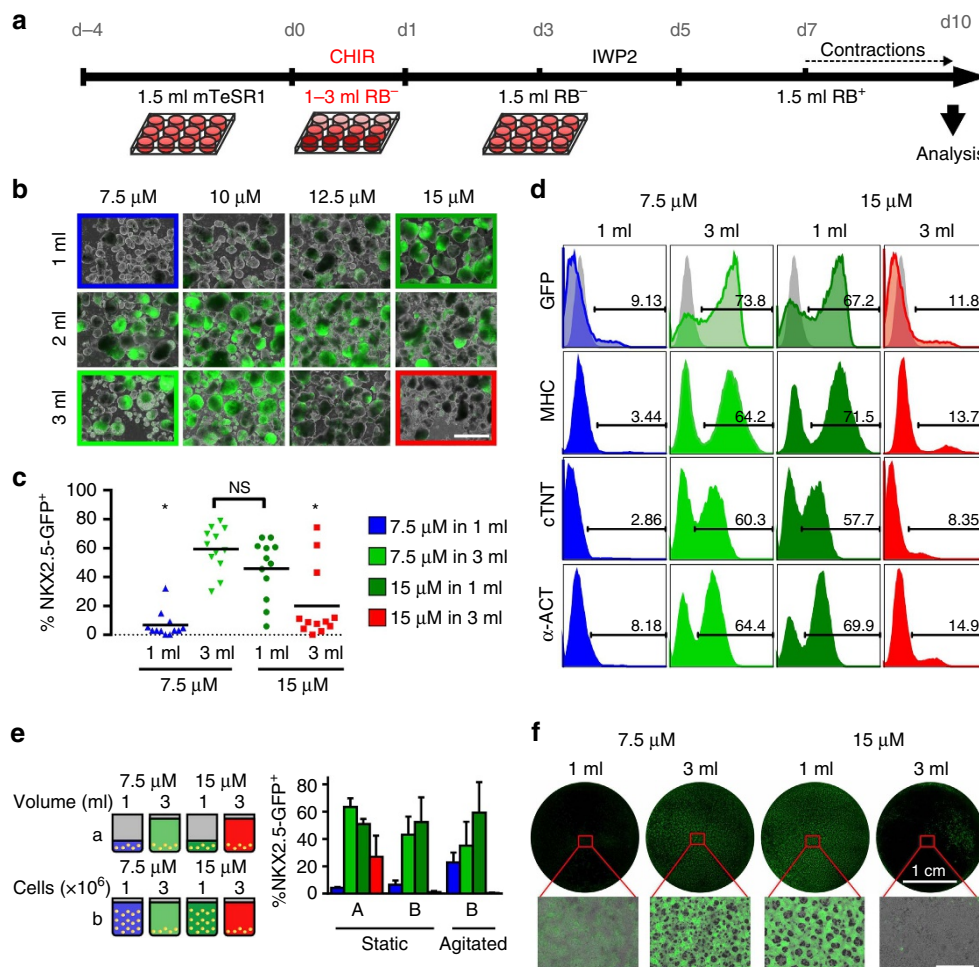 a
d–4 d0 d1 d3 d5 d7 d10
CHIR IWP2 Contractions
1.5 ml mTeSR1 1–3 ml RB⁻ 1.5 ml RB⁻ 1.5 ml RB⁺
Analysis
b
7.5 µM 10 µM 12.5 µM 15 µM
1 ml
2 ml
3 ml
c
% NKX2.5-GFP⁺
100
80
60
40
20
0
* NS *
1 ml 3 ml 1 ml 3 ml
7.5 µM 15 µM
7.5 µM in 1 ml
7.5 µM in 3 ml
15 µM in 1 ml
15 µM in 3 ml
d
7.5 µM 15 µM
1 ml 3 ml 1 ml 3 ml
GFP 9.13 73.8 67.2 11.8
MHC 3.44 64.2 71.5 13.7
cTNT 2.86 60.3 57.7 8.35
α-ACT 8.18 64.4 69.9 14.9
e
7.5 µM 15 µM
Volume (ml) 1 3 1 3
a
7.5 µM 15 µM
Cells (×10⁶) 1 3 1 3
b
%NKX2.5-GFP⁺
80
60
40
20
0
A B B
Static Agitated
f
7.5 µM 15 µM
1 ml 3 ml 1 ml 3 ml
1 cm